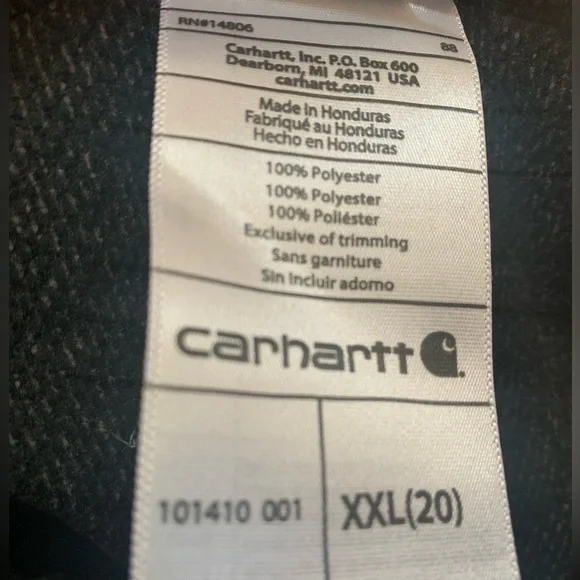 RN#14806 88
Carhartt, Inc. P.O. Box 600
Dearborn, MI 48121 USA
carhartt.com
Made in Honduras
Fabriqué au Honduras
Hecho en Honduras
100% Polyester
100% Polyester
100% Poliéster
Exclusive of trimming
Sans garniture
Sin incluir adorno
carhartt
101410 001 XXL(20)